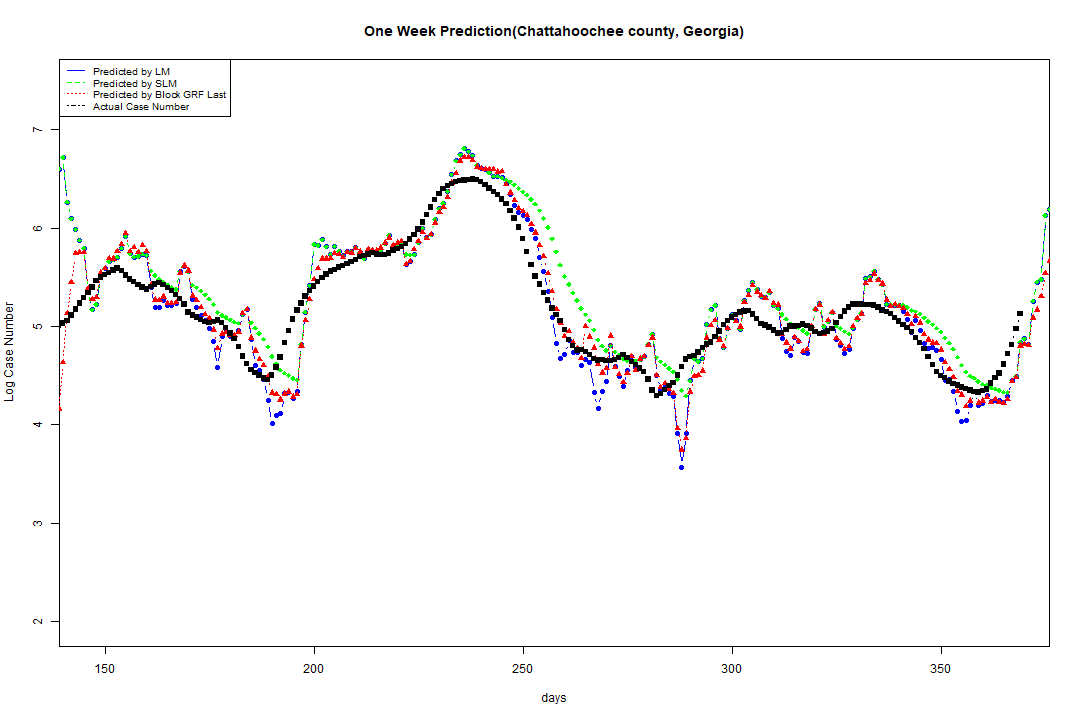 One Week Prediction(Chattahoochee county, Georgia)
Predicted by LM
Predicted by SLM
Predicted by Block GRF Last
Actual Case Number
7
6
5
4
3
2
Log Case Number
150 200 250 300 350
days